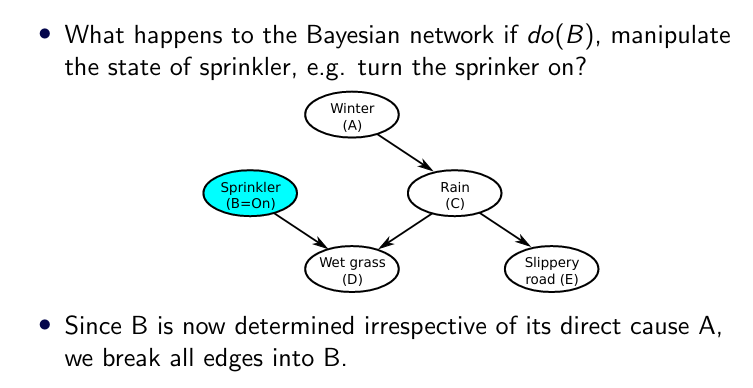 • What happens to the Bayesian network if do(B), manipulate
the state of sprinkler, e.g. turn the sprinker on?
Winter
(A)
Sprinkler
(B=On)
Rain
(C)
Wet grass
(D)
Slippery
road (E)
• Since B is now determined irrespective of its direct cause A,
we break all edges into B.